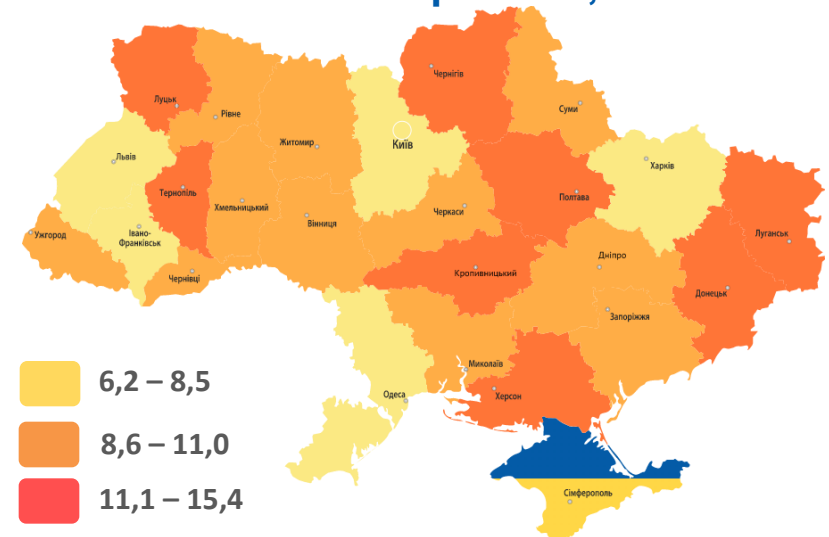 Чернігів
Луцьк
Рівне
Суми
Житомир
Київ
Львів
Харків
Тернопіль
Хмельницький
Полтава
Черкаси
Вінниця
Івано-
Франківськ
Ужгород
Луганськ
Дніпро
Чернівці
Кропивницький
Донецьк
Запоріжжя
Миколаїв
6,2 – 8,5
Одеса
Херсон
8,6 – 11,0
11,1 – 15,4
Сімферополь